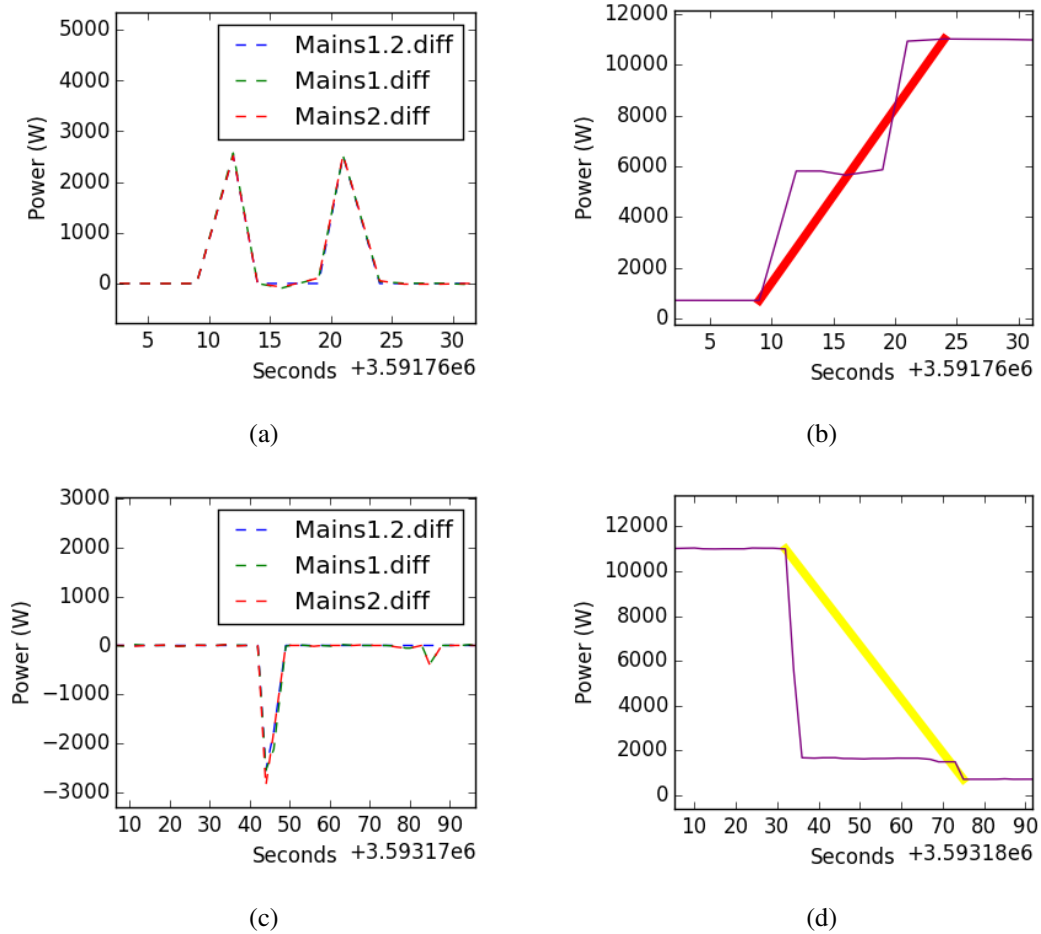 5000
4000
3000
2000
1000
0
Power (W)
Mains1.2.diff
Mains1.diff
Mains2.diff
5 10 15 20 25 30
Seconds +3.59176e6
(a)
12000
10000
8000
6000
4000
2000
0
Power (W)
5 10 15 20 25 30
Seconds +3.59176e6
(b)
3000
2000
1000
0
−1000
−2000
−3000
Power (W)
Mains1.2.diff
Mains1.diff
Mains2.diff
10 20 30 40 50 60 70 80 90
Seconds +3.59317e6
(c)
12000
10000
8000
6000
4000
2000
0
Power (W)
10 20 30 40 50 60 70 80 90
Seconds +3.59318e6
(d)